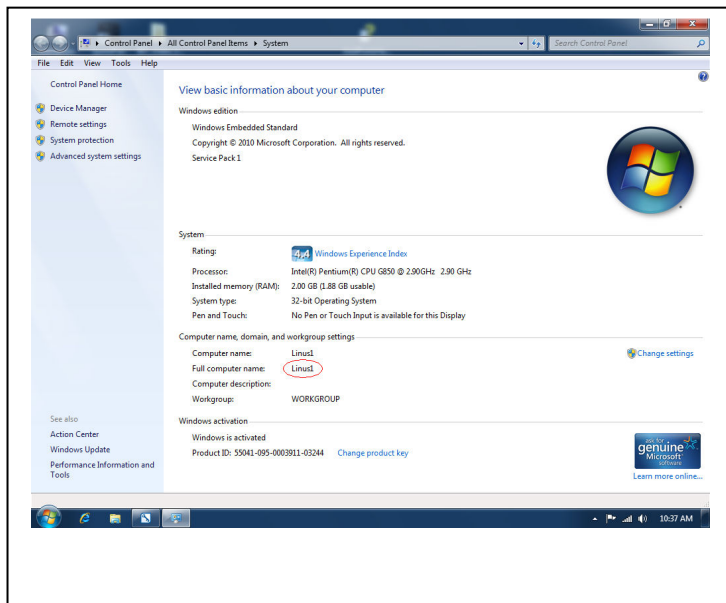 Control Panel ▸ All Control Panel Items ▸ System
Search Control Panel
File Edit View Tools Help
Control Panel Home
Device Manager
Remote settings
System protection
Advanced system settings
View basic information about your computer
Windows edition
Windows Embedded Standard
Copyright © 2010 Microsoft Corporation. All rights reserved.
Service Pack 1
System
Rating: 4,4 Windows Experience Index
Processor: Intel(R) Pentium(R) CPU G850 @ 2.90GHz 2.90 GHz
Installed memory (RAM): 2.00 GB (1.88 GB usable)
System type: 32-bit Operating System
Pen and Touch: No Pen or Touch Input is available for this Display
Computer name, domain, and workgroup settings
Computer name: Linus1
Change settings
Full computer name: Linus1
Computer description:
Workgroup: WORKGROUP
Windows activation
Windows is activated
Product ID: 55041-095-0003911-03244 Change product key
ask for
genuine
Microsoft
software
Learn more online...
See also
Action Center
Windows Update
Performance Information and
Tools
10:37 AM